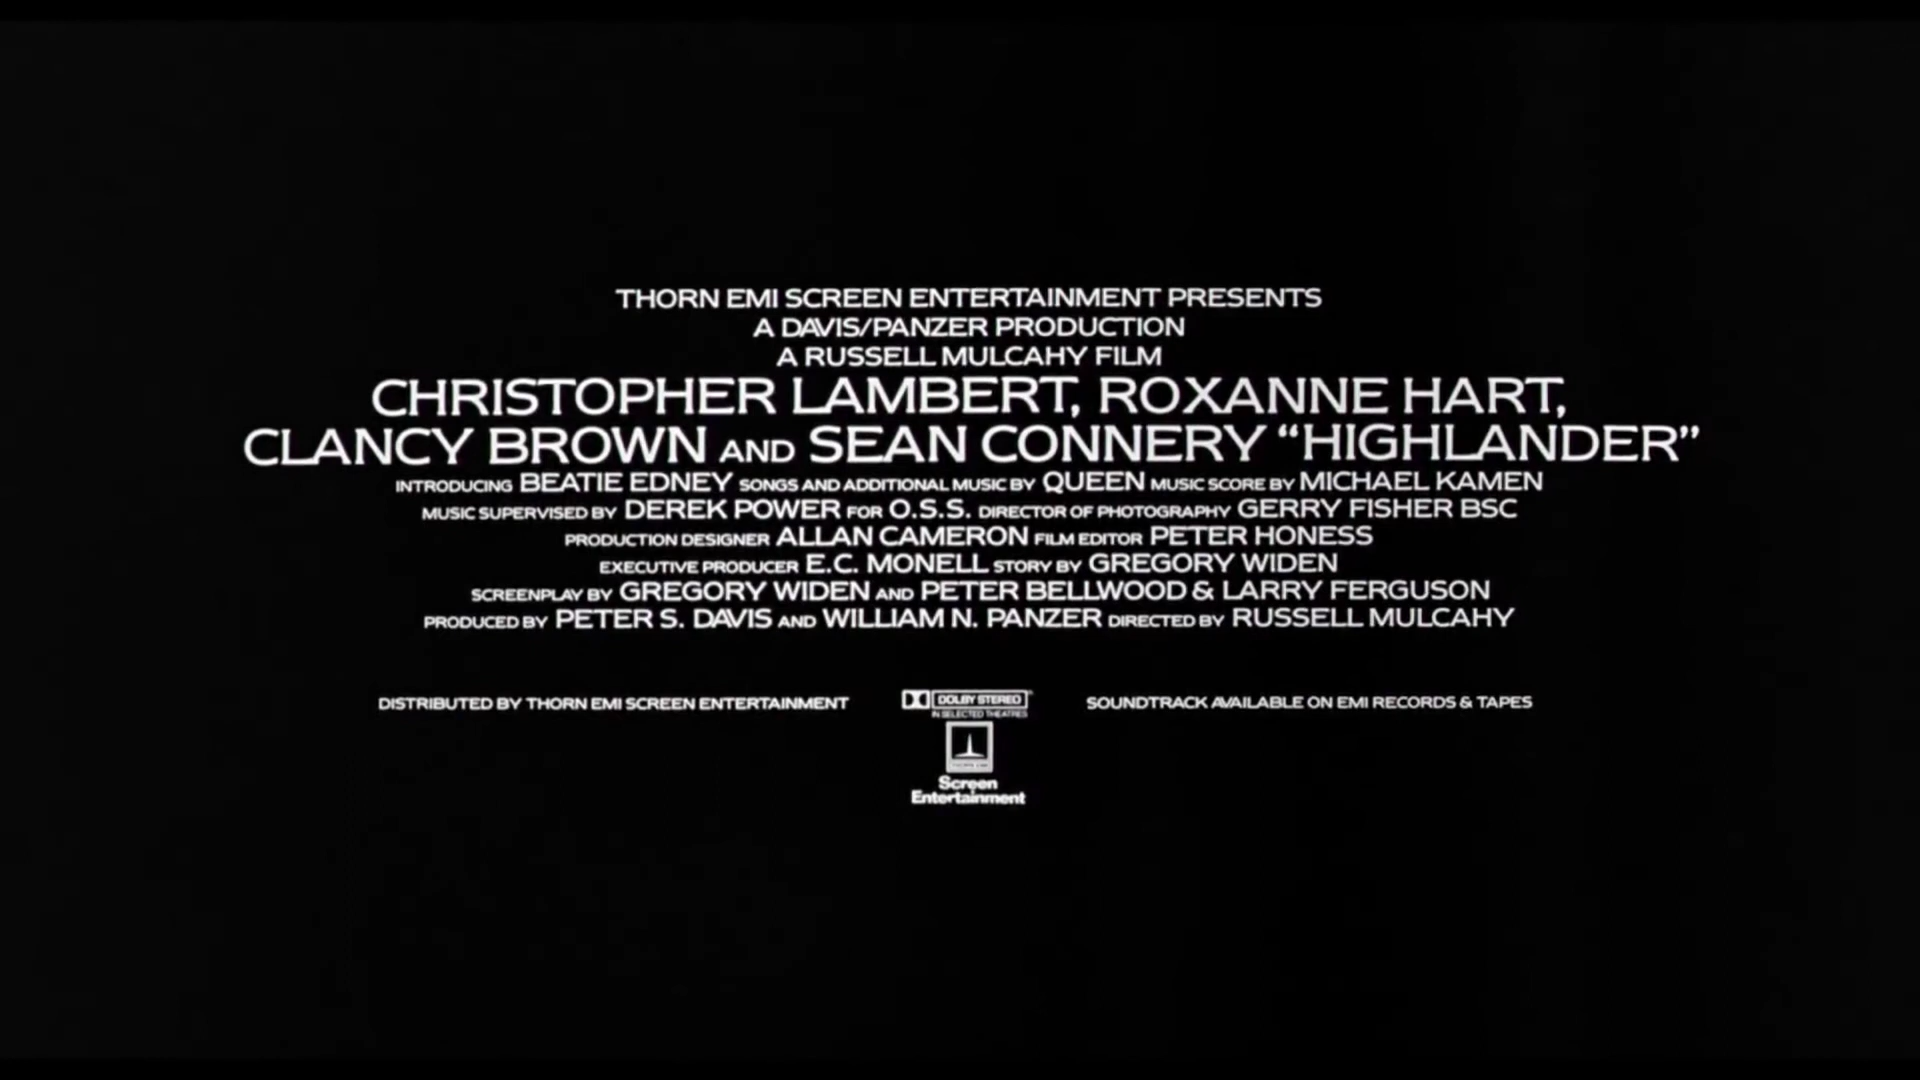 THORN EMI SCREEN ENTERTAINMENT PRESENTS
A DAVIS/PANZER PRODUCTION
A RUSSELL MULCAHY FILM
CHRISTOPHER LAMBERT, ROXANNE HART,
CLANCY BROWN AND SEAN CONNERY “HIGHLANDER”
INTRODUCING BEATIE EDNEY SONGS AND ADDITIONAL MUSIC BY QUEEN MUSIC SCORE BY MICHAEL KAMEN
MUSIC SUPERVISED BY DEREK POWER FOR O.S.S. DIRECTOR OF PHOTOGRAPHY GERRY FISHER BSC
PRODUCTION DESIGNER ALLAN CAMERON FILM EDITOR PETER HONESS
EXECUTIVE PRODUCER E.C. MONELL STORY BY GREGORY WIDEN
SCREENPLAY BY GREGORY WIDEN AND PETER BELLWOOD & LARRY FERGUSON
PRODUCED BY PETER S. DAVIS AND WILLIAM N. PANZER DIRECTED BY RUSSELL MULCAHY
DISTRIBUTED BY THORN EMI SCREEN ENTERTAINMENT
DOLBY STEREO
IN SELECTED THEATRES
SOUNDTRACK AVAILABLE ON EMI RECORDS & TAPES
THORN EMI
Screen
Entertainment